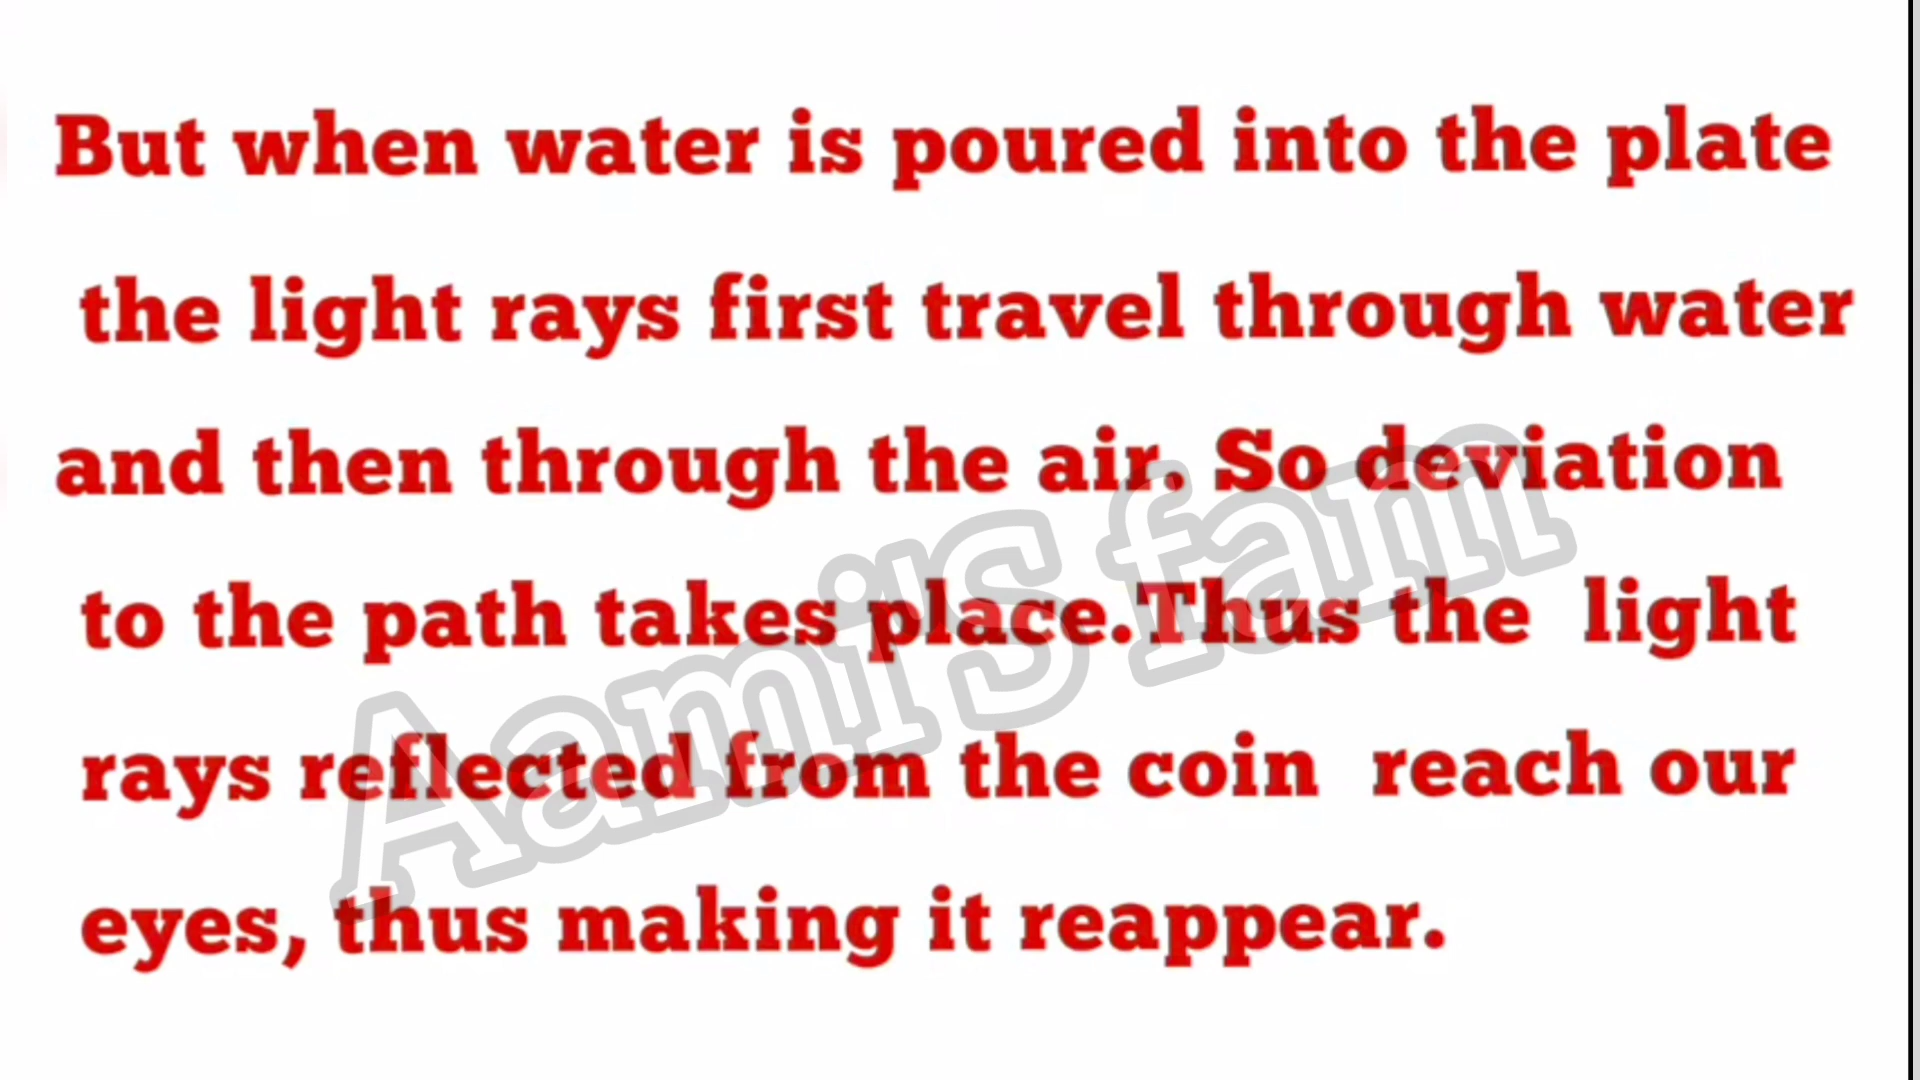 But when water is poured into the plate
the light rays first travel through water
and then through the air. So deviation
to the path takes place.Thus the light
rays reflected from the coin reach our
eyes, thus making it reappear.
Aami'S fam